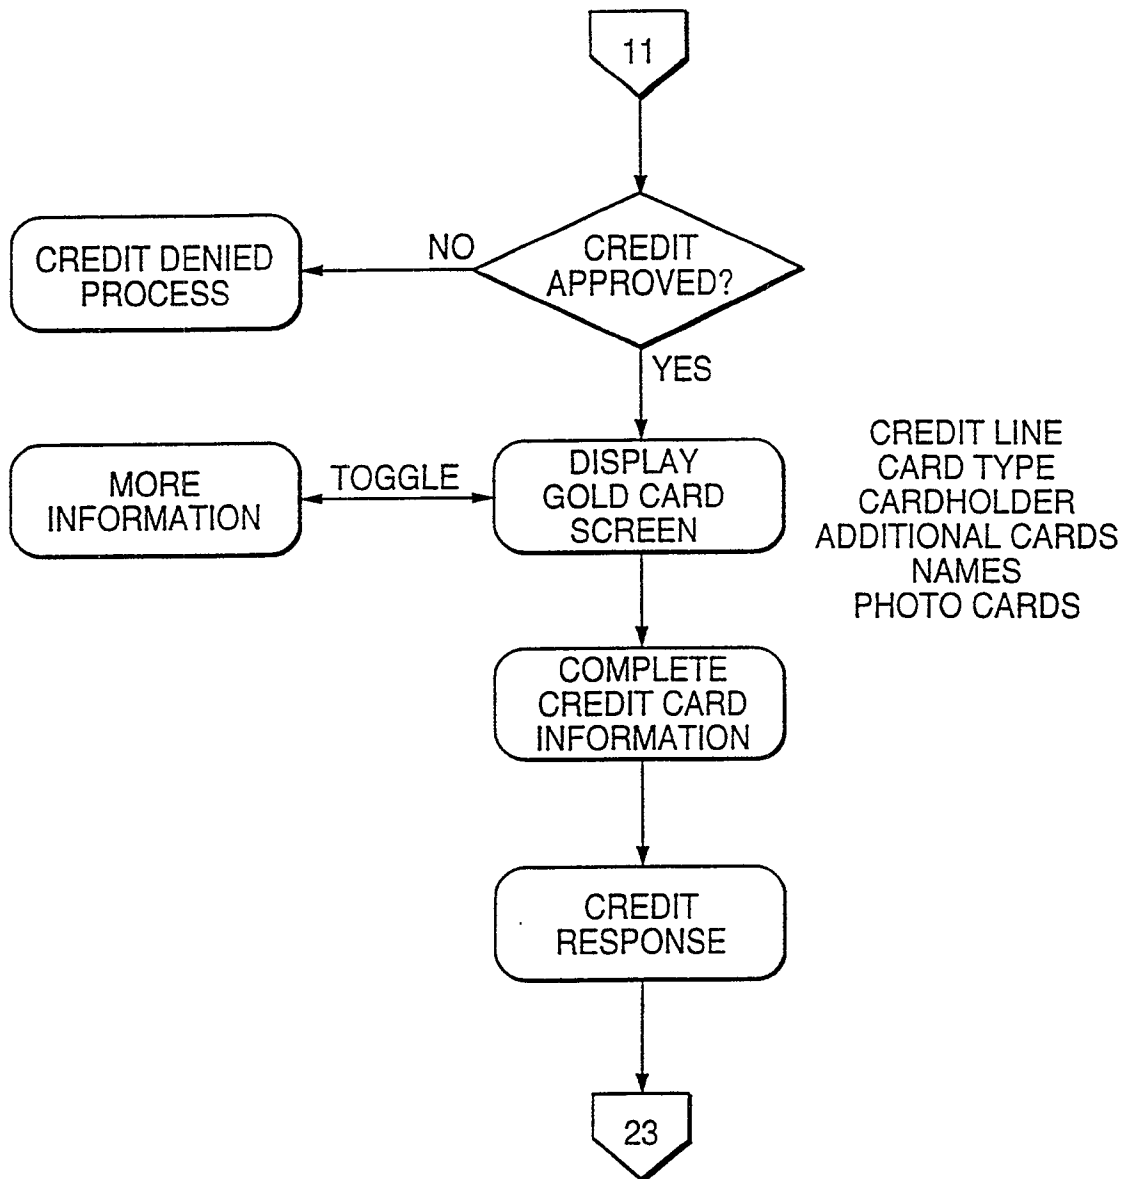 11
CREDIT
APPROVED?
NO
CREDIT DENIED
PROCESS
YES
DISPLAY
GOLD CARD
SCREEN
TOGGLE
MORE
INFORMATION
CREDIT LINE
CARD TYPE
CARDHOLDER
ADDITIONAL CARDS
NAMES
PHOTO CARDS
COMPLETE
CREDIT CARD
INFORMATION
CREDIT
RESPONSE
23